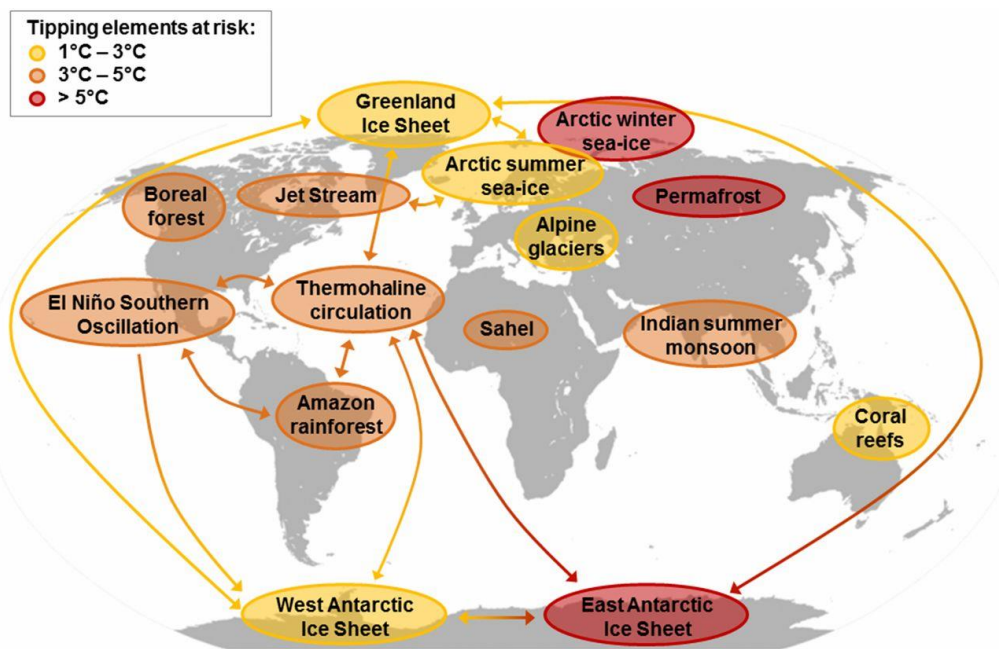 Tipping elements at risk:
1°C – 3°C
3°C – 5°C
> 5°C
Greenland
Ice Sheet
Arctic winter
sea-ice
Arctic summer
sea-ice
Boreal
forest
Jet Stream
Permafrost
Alpine
glaciers
El Niño Southern
Oscillation
Thermohaline
circulation
Sahel
Indian summer
monsoon
Amazon
rainforest
Coral
reefs
West Antarctic
Ice Sheet
East Antarctic
Ice Sheet